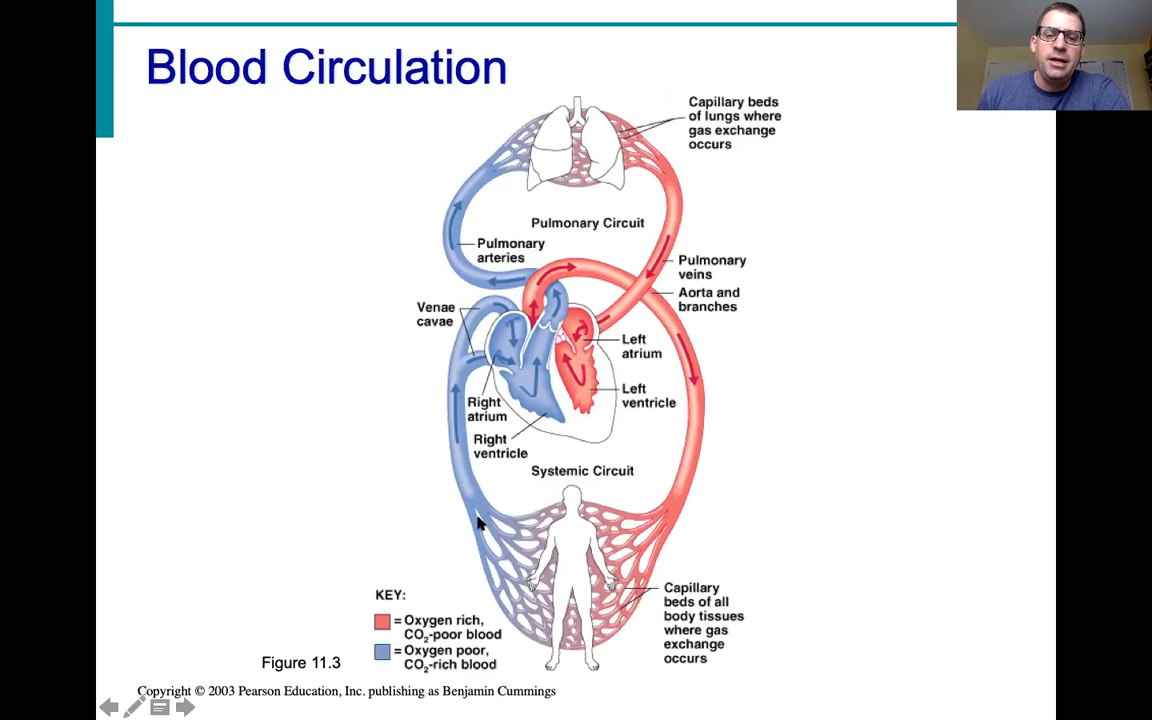 Blood Circulation
Capillary beds
of lungs where
gas exchange
occurs
Pulmonary Circuit
Pulmonary
arteries
Pulmonary
veins
Aorta and
branches
Venae
cavae
Left
atrium
Left
ventricle
Right
atrium
Right
ventricle
Systemic Circuit
Capillary
beds of all
body tissues
where gas
exchange
occurs
KEY:
= Oxygen rich,
CO2-poor blood
= Oxygen poor,
CO2-rich blood
Figure 11.3
Copyright © 2003 Pearson Education, Inc. publishing as Benjamin Cummings